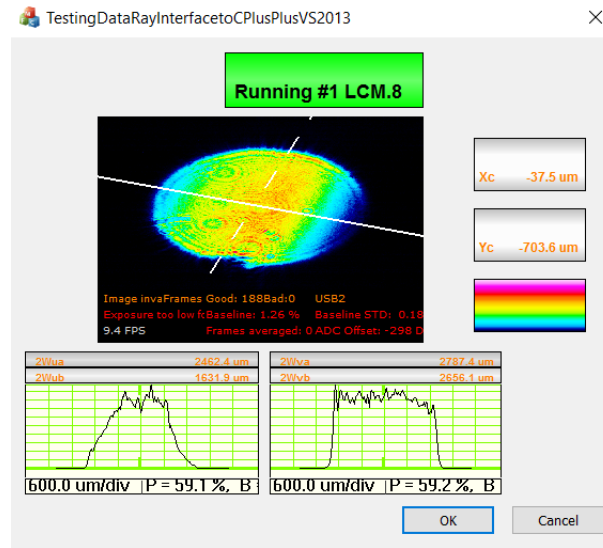 TestingDataRayInterfacetoCPlusPlusVS2013
Running #1 LCM.8
Xc -37.5 um
Yc -703.6 um
Image invaFrames Good: 188Bad:0 USB2
Exposure too low fcBaseline: 1.26 % Baseline STD: 0.18
9.4 FPS Frames averaged: 0 ADC Offset: -298 D
2Wua 2462.4 um
2Wub 1631.9 um
2Wva 2787.4 um
2Wvb 2656.1 um
600.0 um/div P = 59.1 %, B
600.0 um/div P = 59.2 %, B
OK Cancel